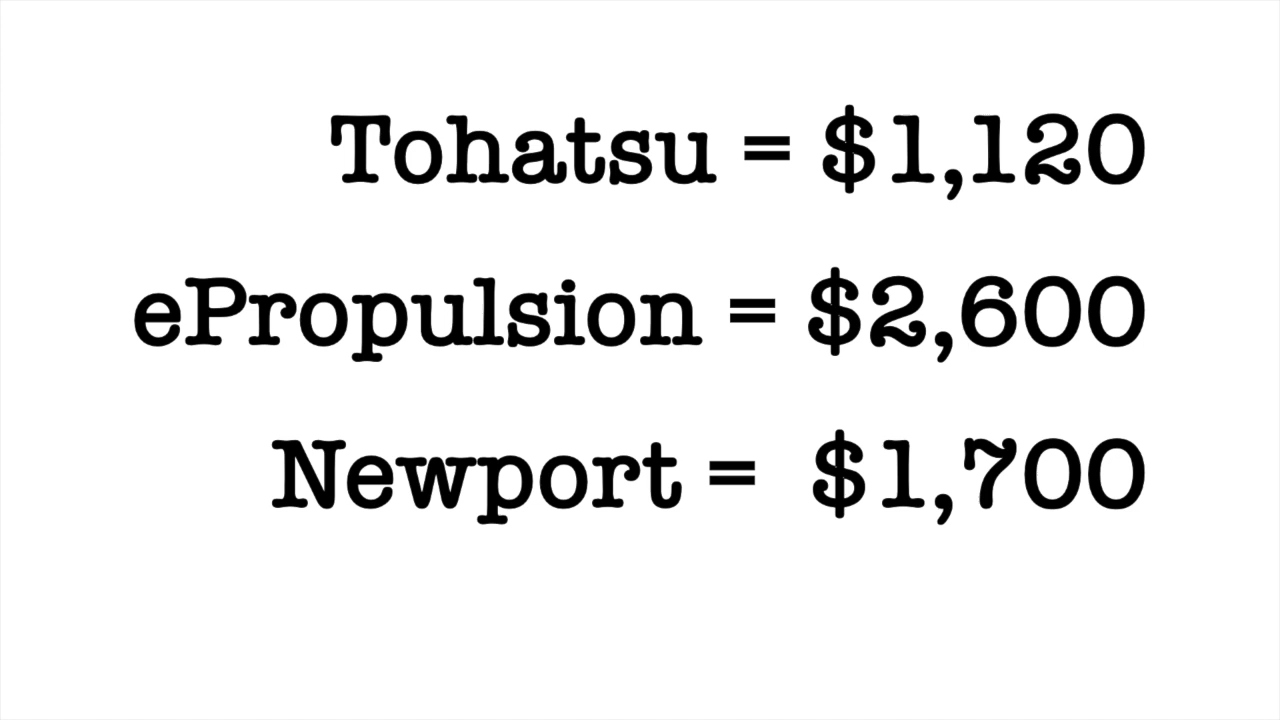 Tohatsu = $1,120
ePropulsion = $2,600
Newport = $1,700